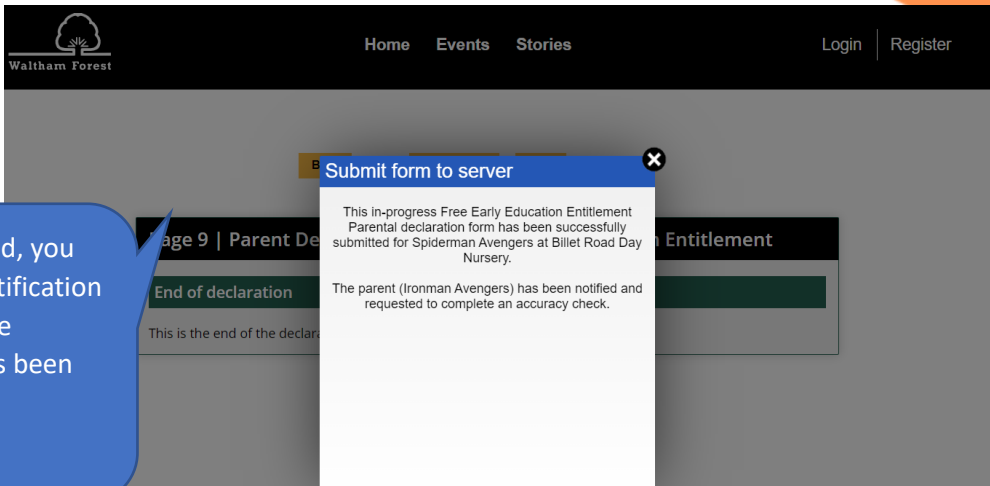 Waltham Forest
Home Events Stories
Login Register
B
Submit form to server
This in-progress Free Early Education Entitlement
Parental declaration form has been successfully
submitted for Spiderman Avengers at Billet Road Day
Nursery.
The parent (Ironman Avengers) has been notified and
requested to complete an accuracy check.
age 9 | Parent De
Entitlement
End of declaration
This is the end of the declara
d, you
tification
e
s been